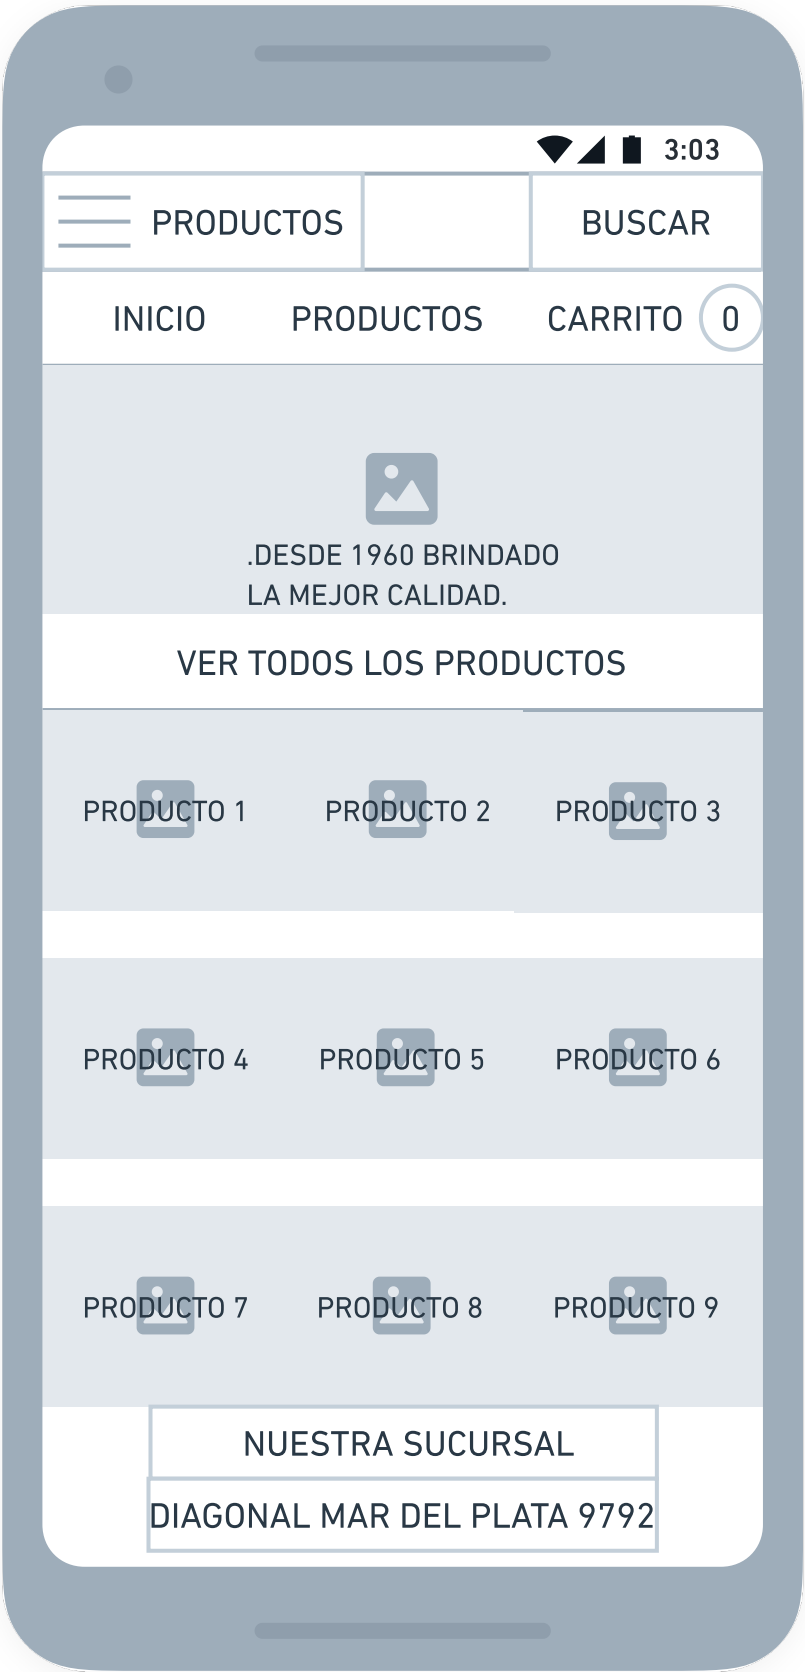 3:03
PRODUCTOS BUSCAR
INICIO PRODUCTOS CARRITO 0
.DESDE 1960 BRINDADO
LA MEJOR CALIDAD.
VER TODOS LOS PRODUCTOS
PRODUCTO 1 PRODUCTO 2 PRODUCTO 3
PRODUCTO 4 PRODUCTO 5 PRODUCTO 6
PRODUCTO 7 PRODUCTO 8 PRODUCTO 9
NUESTRA SUCURSAL
DIAGONAL MAR DEL PLATA 9792